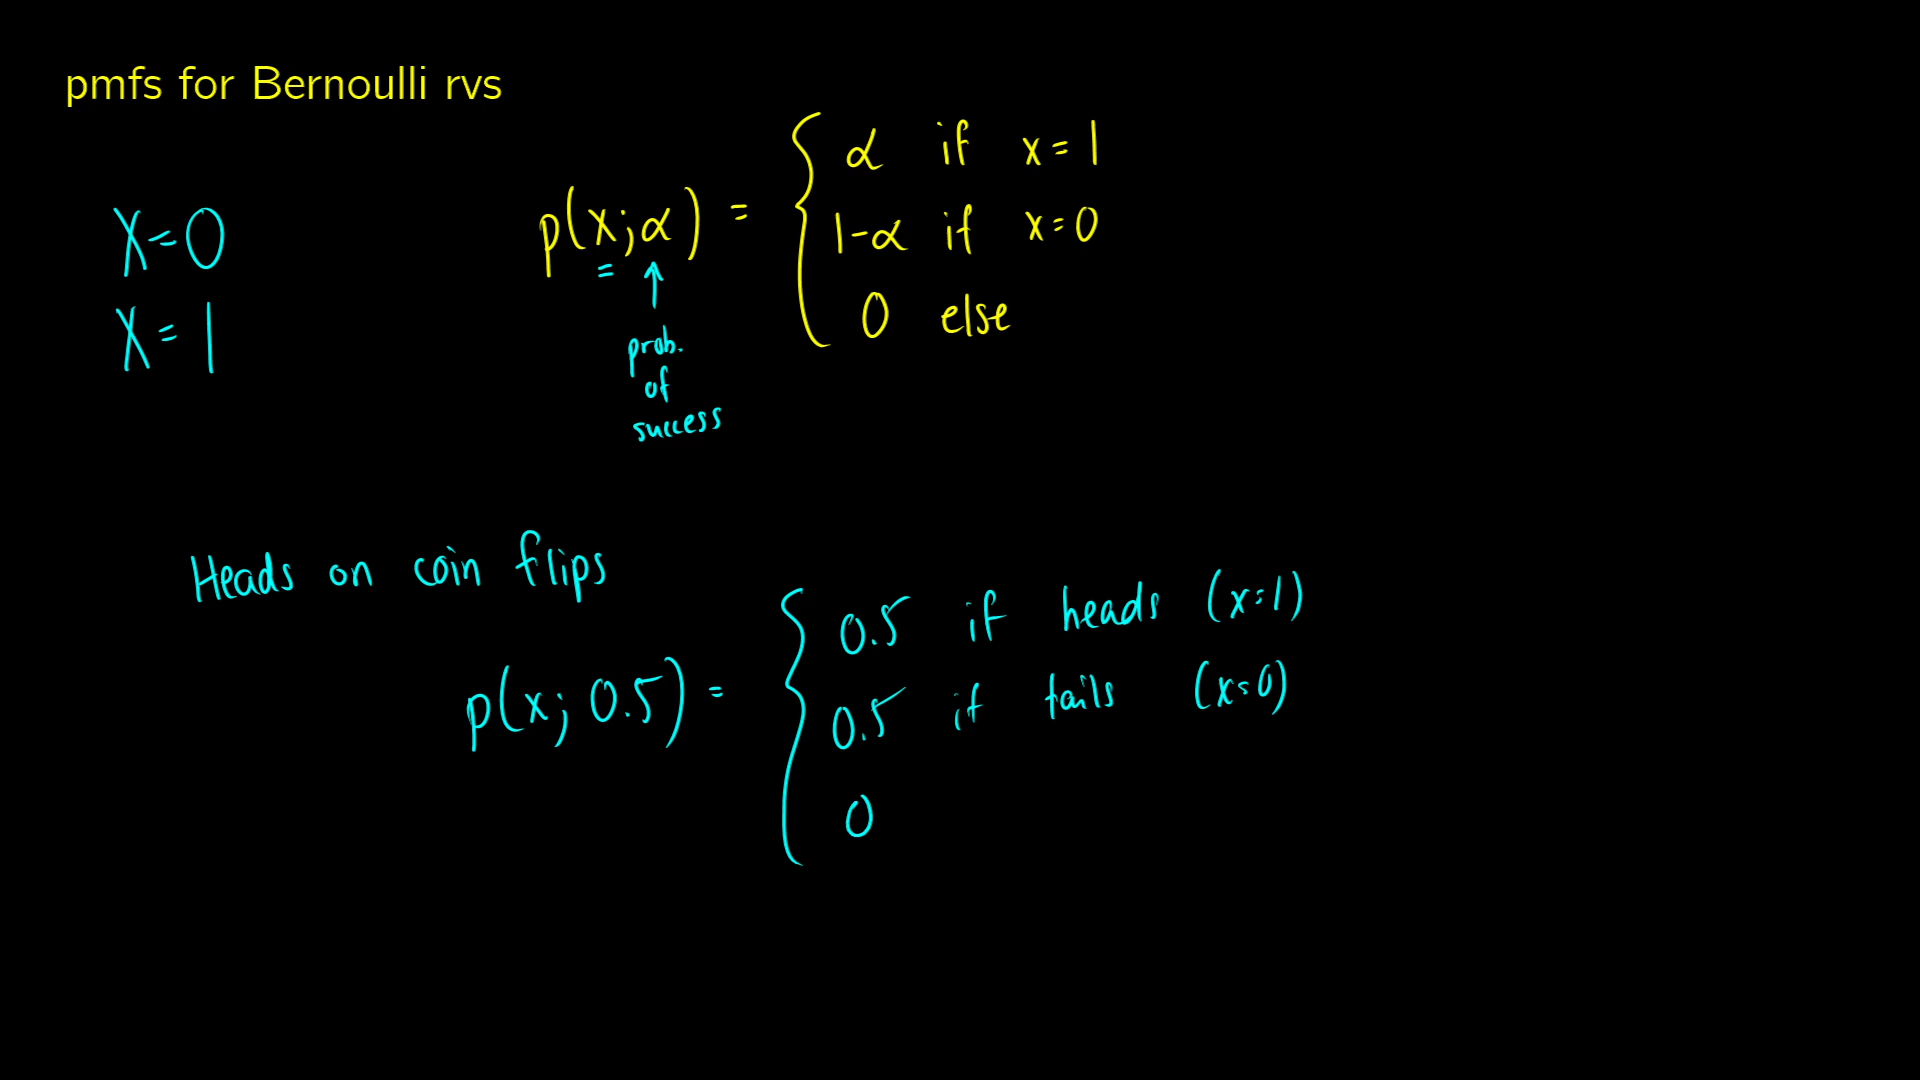 pmfs for Bernoulli rvs
X=0
X=1
p(x;α) = { α if x=1
1-α if x=0
0 else
=
↑
prob.
of
success
Heads on coin flips
p(x; 0.5) = { 0.5 if heads (x=1)
0.5 if tails (x=0)
0